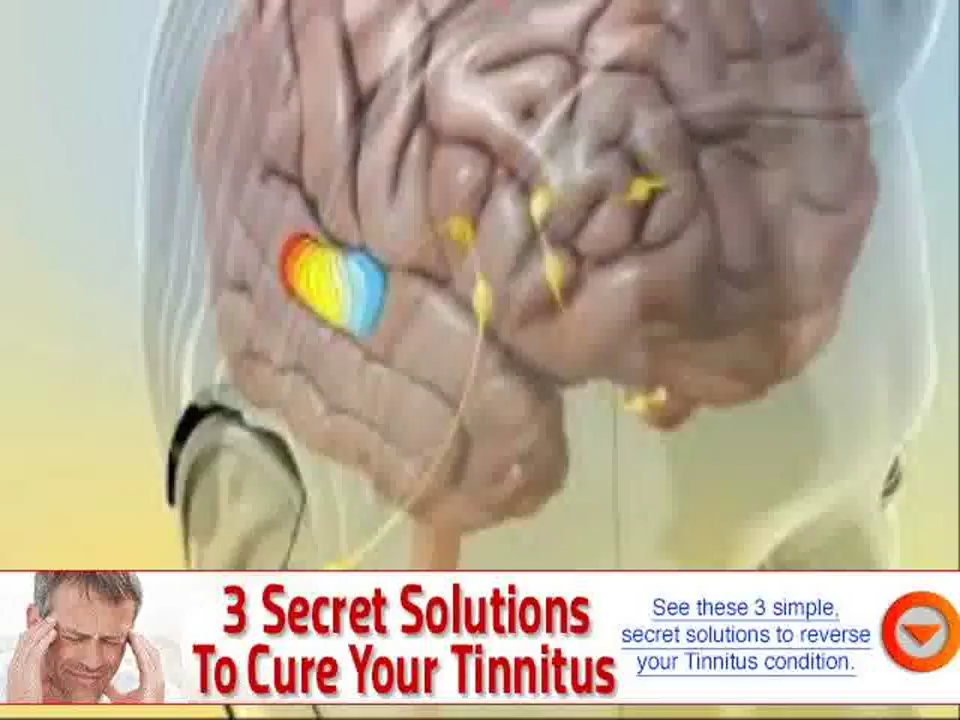 3 Secret Solutions
To Cure Your Tinnitus
See these 3 simple,
secret solutions to reverse
your Tinnitus condition.